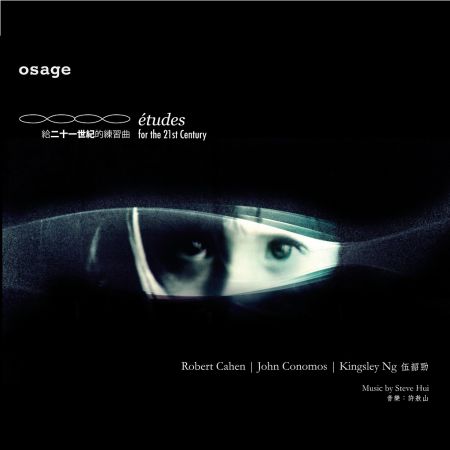 osage
études
給二十一世紀的練習曲 for the 21st Century
Robert Cahen | John Conomos | Kingsley Ng 伍韶勁
Music by Steve Hui
音樂：許敖山